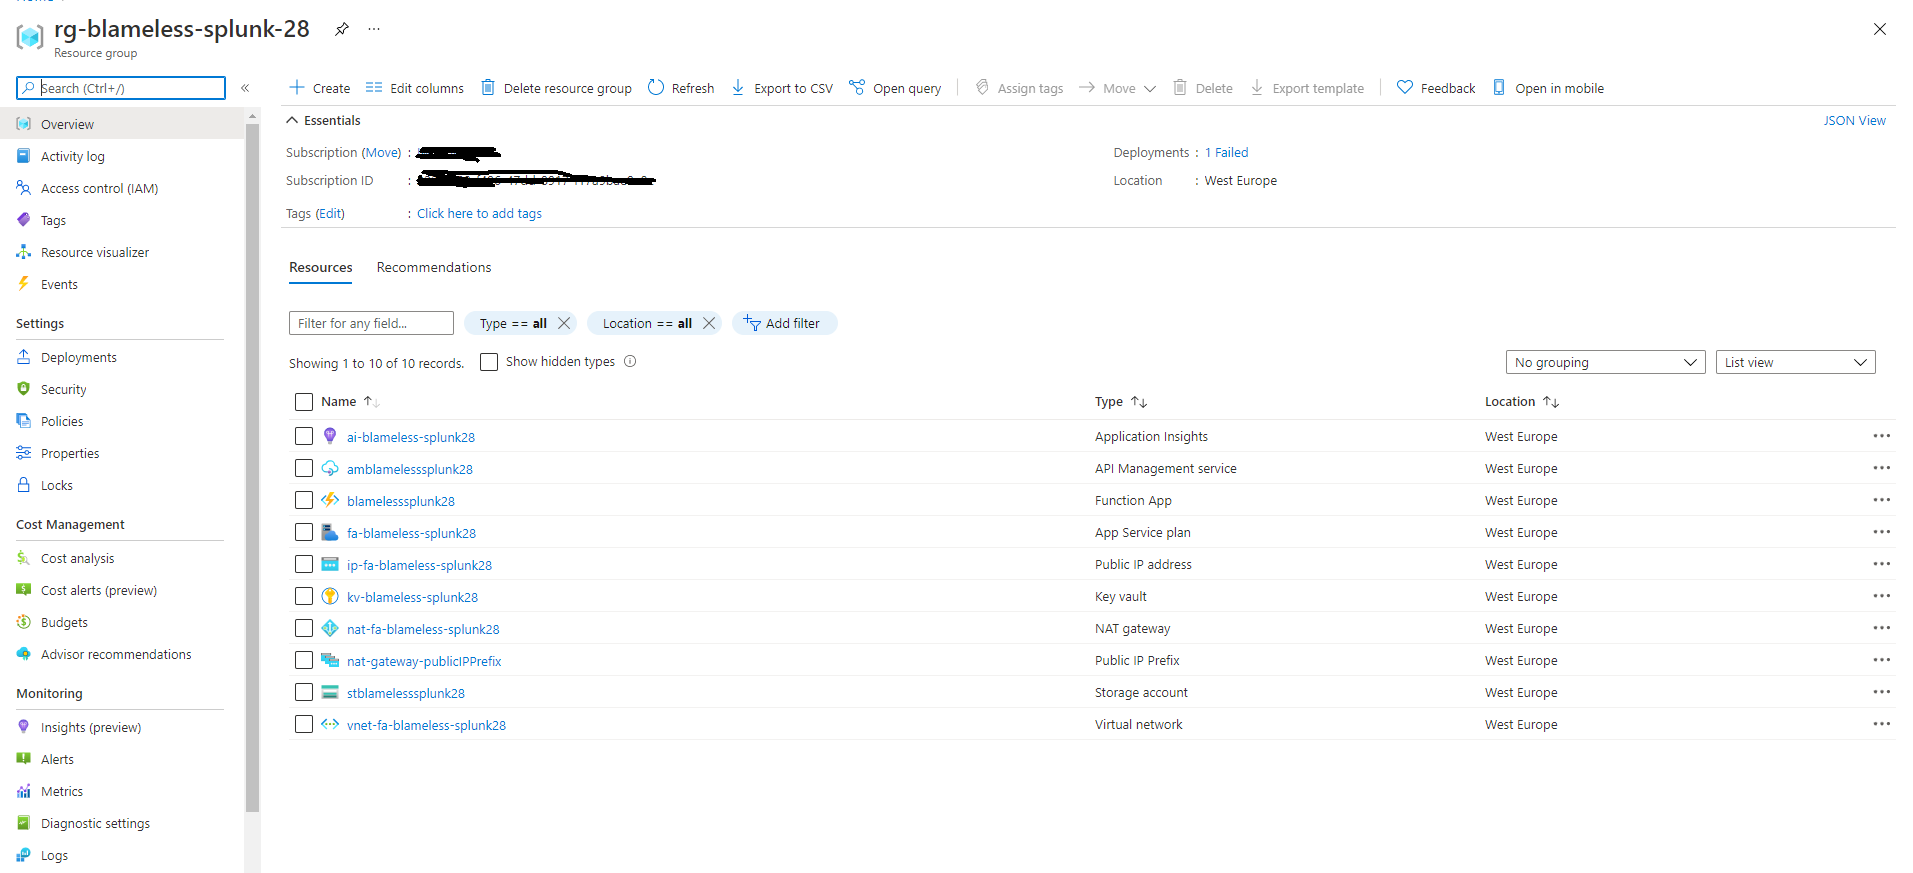 rg-blameless-splunk-28
Resource group
Search (Ctrl+/)
Overview
Activity log
Access control (IAM)
Tags
Resource visualizer
Events
Settings
Deployments
Security
Policies
Properties
Locks
Cost Management
Cost analysis
Cost alerts (preview)
Budgets
Advisor recommendations
Monitoring
Insights (preview)
Alerts
Metrics
Diagnostic settings
Logs
Create Edit columns Delete resource group Refresh Export to CSV Open query Assign tags Move Delete Export template Feedback Open in mobile
Essentials JSON View
Subscription (Move) : Deployments : 1 Failed
Subscription ID : Location : West Europe
Tags (Edit) : Click here to add tags
Resources Recommendations
Filter for any field... Type == all Location == all Add filter
Showing 1 to 10 of 10 records. Show hidden types No grouping List view
Name Type Location
ai-blameless-splunk28 Application Insights West Europe
amblamelesssplunk28 API Management service West Europe
blamelesssplunk28 Function App West Europe
fa-blameless-splunk28 App Service plan West Europe
ip-fa-blameless-splunk28 Public IP address West Europe
kv-blameless-splunk28 Key vault West Europe
nat-fa-blameless-splunk28 NAT gateway West Europe
nat-gateway-publicIPPrefix Public IP Prefix West Europe
stblamelesssplunk28 Storage account West Europe
vnet-fa-blameless-splunk28 Virtual network West Europe